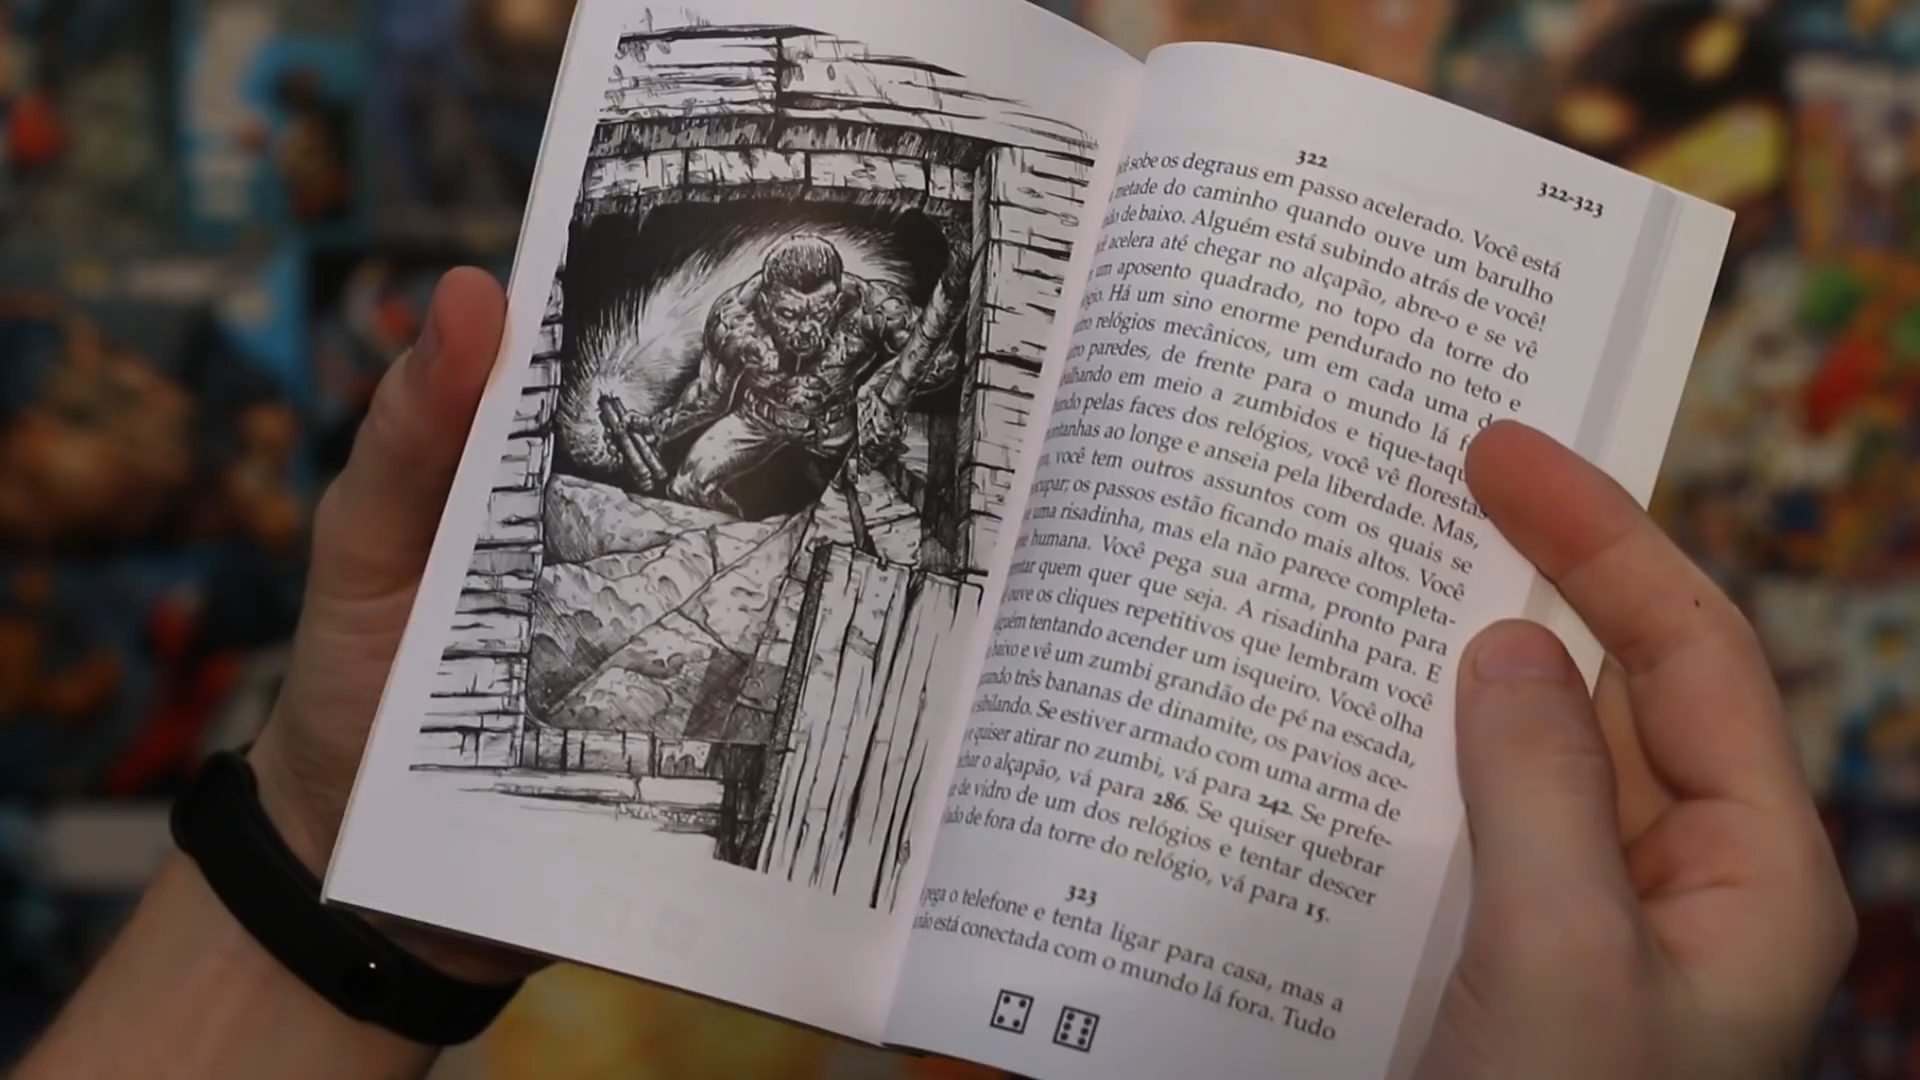 322
322-323
sobe os degraus em passo acelerado. Você está
metade do caminho quando ouve um barulho
de baixo. Alguém está subindo atrás de você!
acelera até chegar no alçapão, abre-o e se vê
um aposento quadrado, no topo da torre do
Há um sino enorme pendurado no teto e
relógios mecânicos, um em cada uma
paredes, de frente para o mundo lá
em meio a zumbidos e
pelas faces dos relógios, você vê florestas
ao longe e anseia pela liberdade. Mas,
você tem outros assuntos com os quais se
os passos estão ficando mais altos. Você
uma risadinha, mas ela não parece completa-
humana. Você pega sua arma, pronto para
quem quer que seja. A risadinha para. E
ouve os cliques repetitivos que lembram você
tentando acender um isqueiro. Você olha
baixo e vê um zumbi grandão de pé na escada,
três bananas de dinamite, os pavios ace-
sibilando. Se estiver armado com uma arma de
e quiser atirar no zumbi, vá para 242. Se prefe-
o alçapão, vá para 286. Se quiser quebrar
de vidro de um dos relógios e tentar descer
de fora da torre do relógio, vá para 15.
323
pega o telefone e tenta ligar para casa, mas a
não está conectada com o mundo lá fora. Tudo